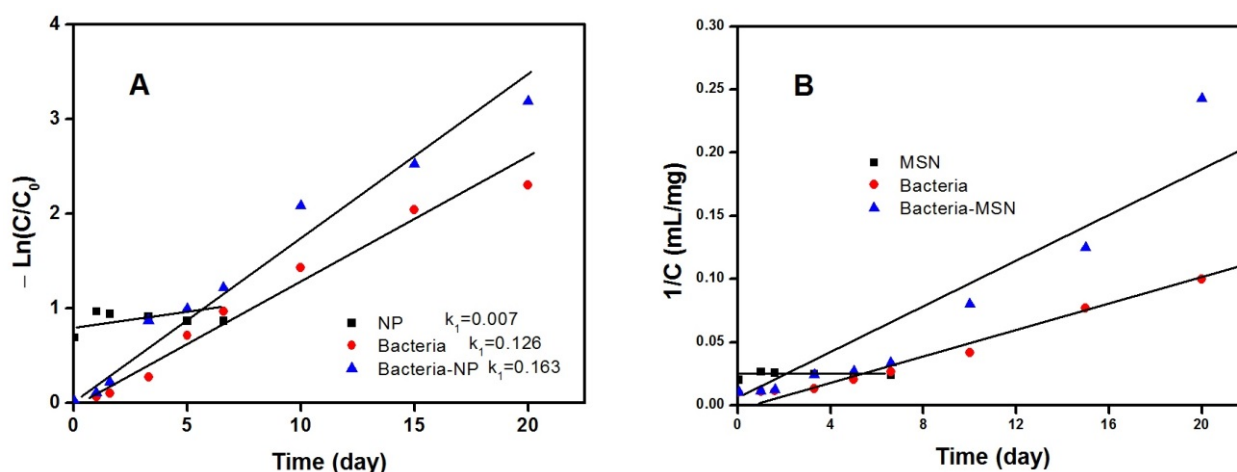 A
− Ln(C/C₀)
4
3
2
1
0
NP k₁=0.007
Bacteria k₁=0.126
Bacteria-NP k₁=0.163
0 5 10 15 20
Time (day)
B
1/C (mL/mg)
0.30
0.25
0.20
0.15
0.10
0.05
0.00
MSN
Bacteria
Bacteria-MSN
0 4 8 12 16 20
Time (day)